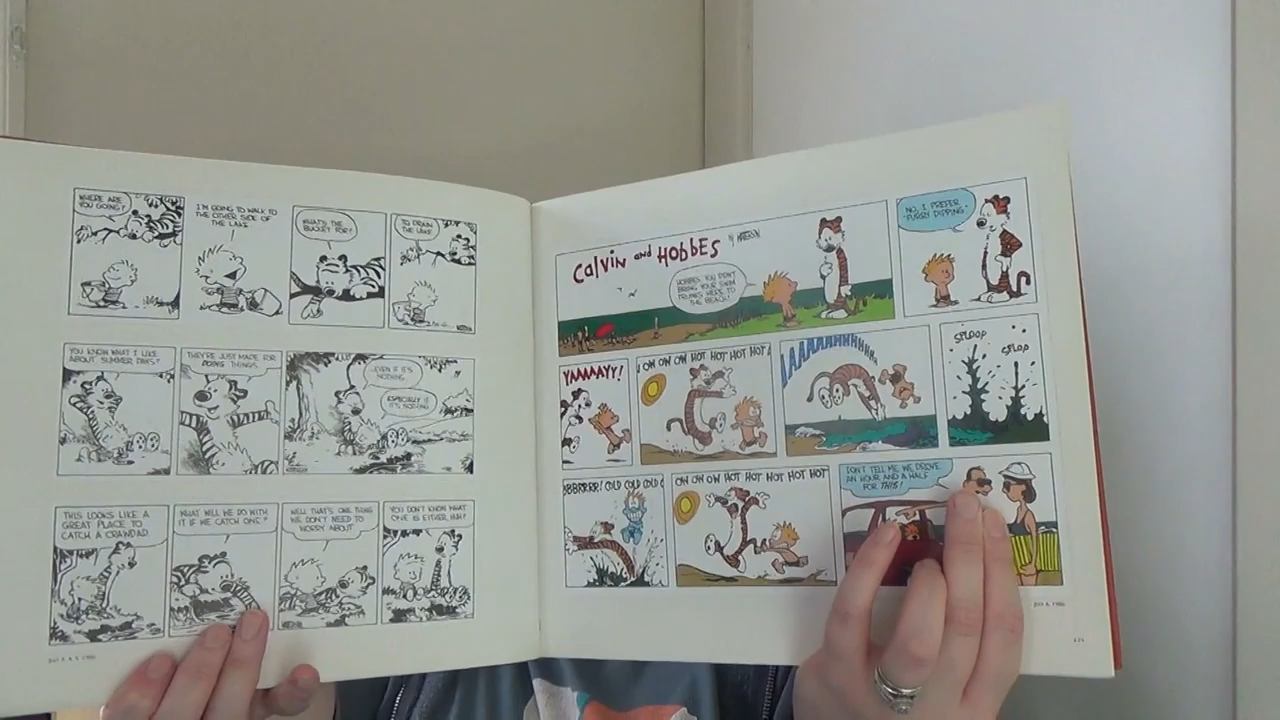 WHERE ARE
YOU GOING?
I'M GOING TO WALK TO
THE OTHER SIDE OF
THE LAKE.
WHAT'S THE
BUCKET FOR?
TO DRAIN
THE LAKE.
YOU KNOW WHAT I LIKE
ABOUT SUMMER DAYS?
THEY'RE JUST MADE FOR
DOING THINGS.
...EVEN IF IT'S
NOTHING.
ESPECIALLY IF
IT'S NOTHING.
THIS LOOKS LIKE A
GREAT PLACE TO
CATCH A CRAWDAD.
WHAT WILL WE DO WITH
IT IF WE CATCH ONE?
WELL THAT'S ONE THING
WE DON'T NEED TO
WORRY ABOUT.
YOU DON'T KNOW WHAT
ONE IS EITHER, HUH?
Calvin and Hobbes
by WATTERSON
HOBBES, YOU DIDN'T
BRING YOUR SWIM
TRUNKS HERE TO
THE BEACH!
NO, I PREFER
"FURRY DIPPING".
YAAAAYY!
OW OW OW HOT HOT HOT HOT
SPLOOP
SPLOP
BBBRRRR! COLD COLD COLD
OW OW OW HOT HOT HOT HOT HOT
DON'T TELL ME WE DROVE
AN HOUR AND A HALF
FOR THIS!